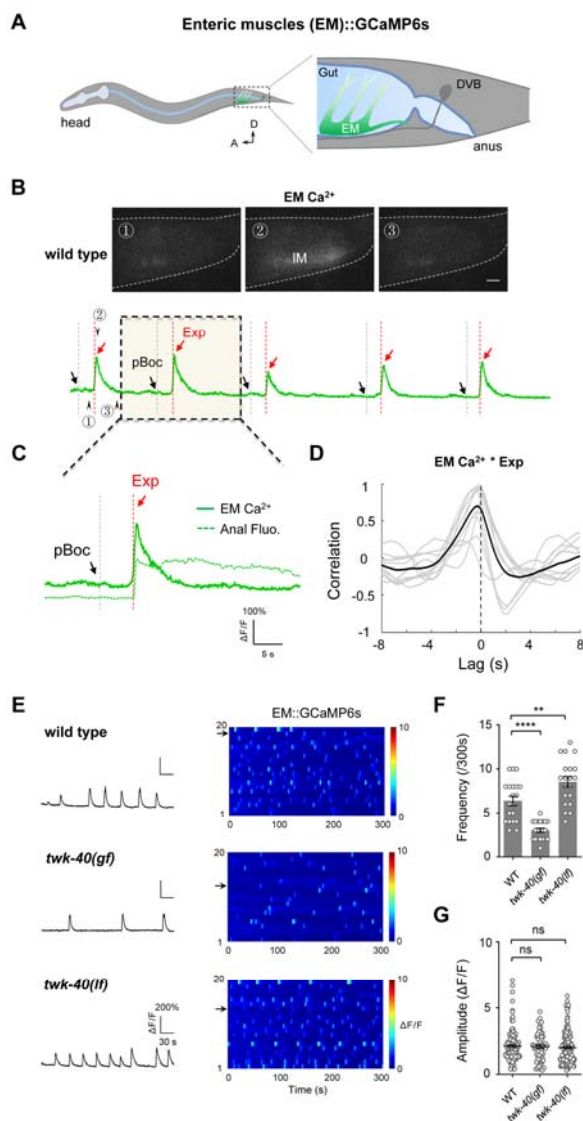 A
Enteric muscles (EM)::GCaMP6s
Gut
DVB
head
D
A
EM
anus
B
EM Ca²⁺
wild type
① ② ③
IM
②
Exp
pBoc
①
③
C
Exp
EM Ca²⁺
Anal Fluo.
pBoc
100%
ΔF/F
5 s
D
EM Ca²⁺ * Exp
Correlation
1
0.5
0
-0.5
-1
-8 -4 0 4 8
Lag (s)
E
EM::GCaMP6s
wild type
20
1
10
0
0 100 200 300
twk-40(gf)
20
1
10
0
0 100 200 300
twk-40(lf)
200%
ΔF/F
30 s
20
1
10
0
ΔF/F
0 100 200 300
Time (s)
F
Frequency (/300s)
15
10
5
0
**
****
WT twk-40(gf) twk-40(lf)
G
Amplitude (ΔF/F)
10
5
0
ns
ns
WT twk-40(gf) twk-40(lf)